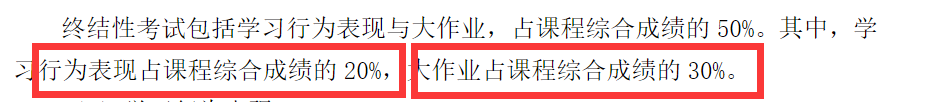 终结性考试包括学习行为表现与大作业，占课程综合成绩的 50%。其中，学
习行为表现占课程综合成绩的 20%，大作业占课程综合成绩的 30%。